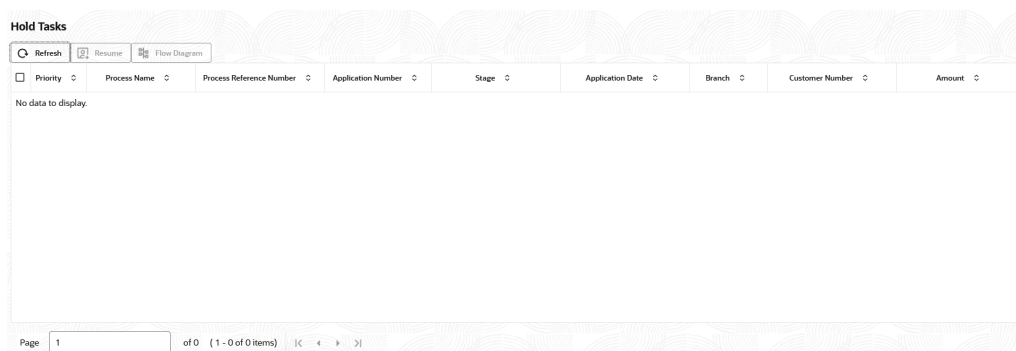 Hold Tasks
Refresh Resume Flow Diagram
Priority Process Name Process Reference Number Application Number Stage Application Date Branch Customer Number Amount
No data to display.
Page 1 of 0 ( 1 - 0 of 0 items)